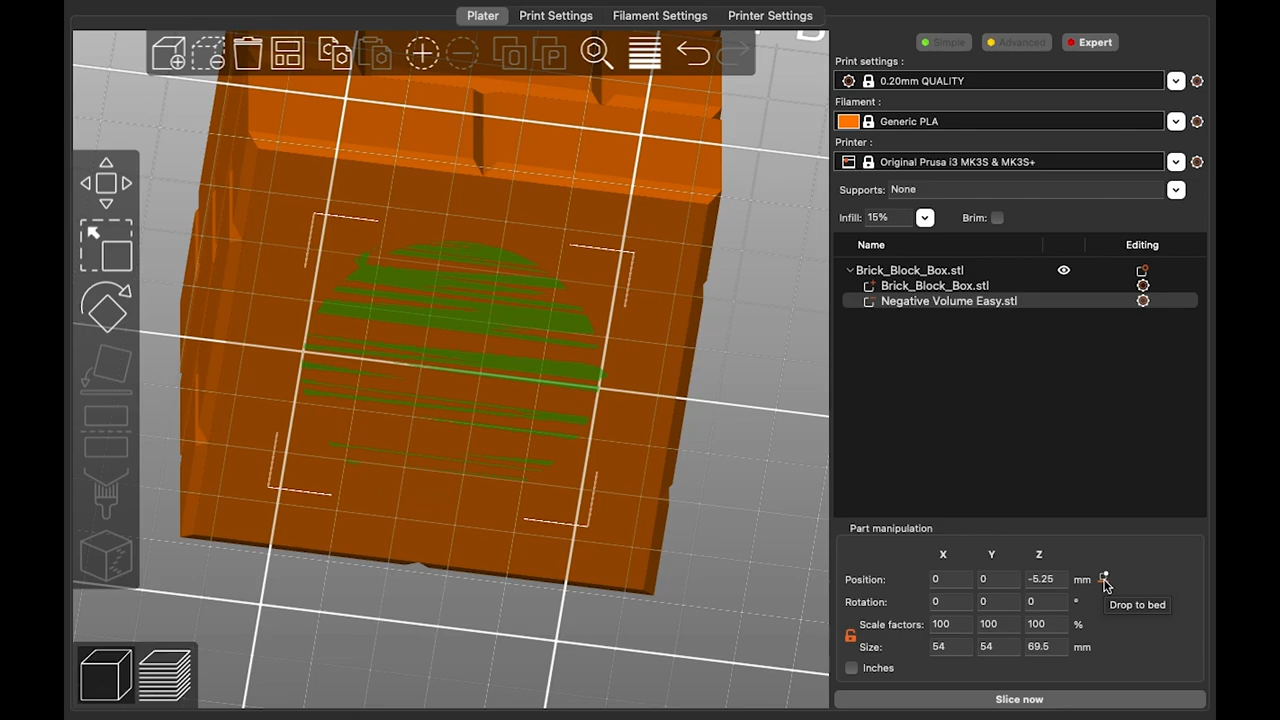 Plater Print Settings Filament Settings Printer Settings
Simple Advanced Expert
Print settings :
0.20mm QUALITY
Filament :
Generic PLA
Printer :
Original Prusa i3 MK3S & MK3S+
Supports: None
Infill: 15% Brim:
Name Editing
Brick_Block_Box.stl
Brick_Block_Box.stl
Negative Volume Easy.stl
Part manipulation
X Y Z
Position: 0 0 -5.25 mm
Rotation: 0 0 0 °
Drop to bed
Scale factors: 100 100 100 %
Size: 54 54 69.5 mm
Inches
Slice now